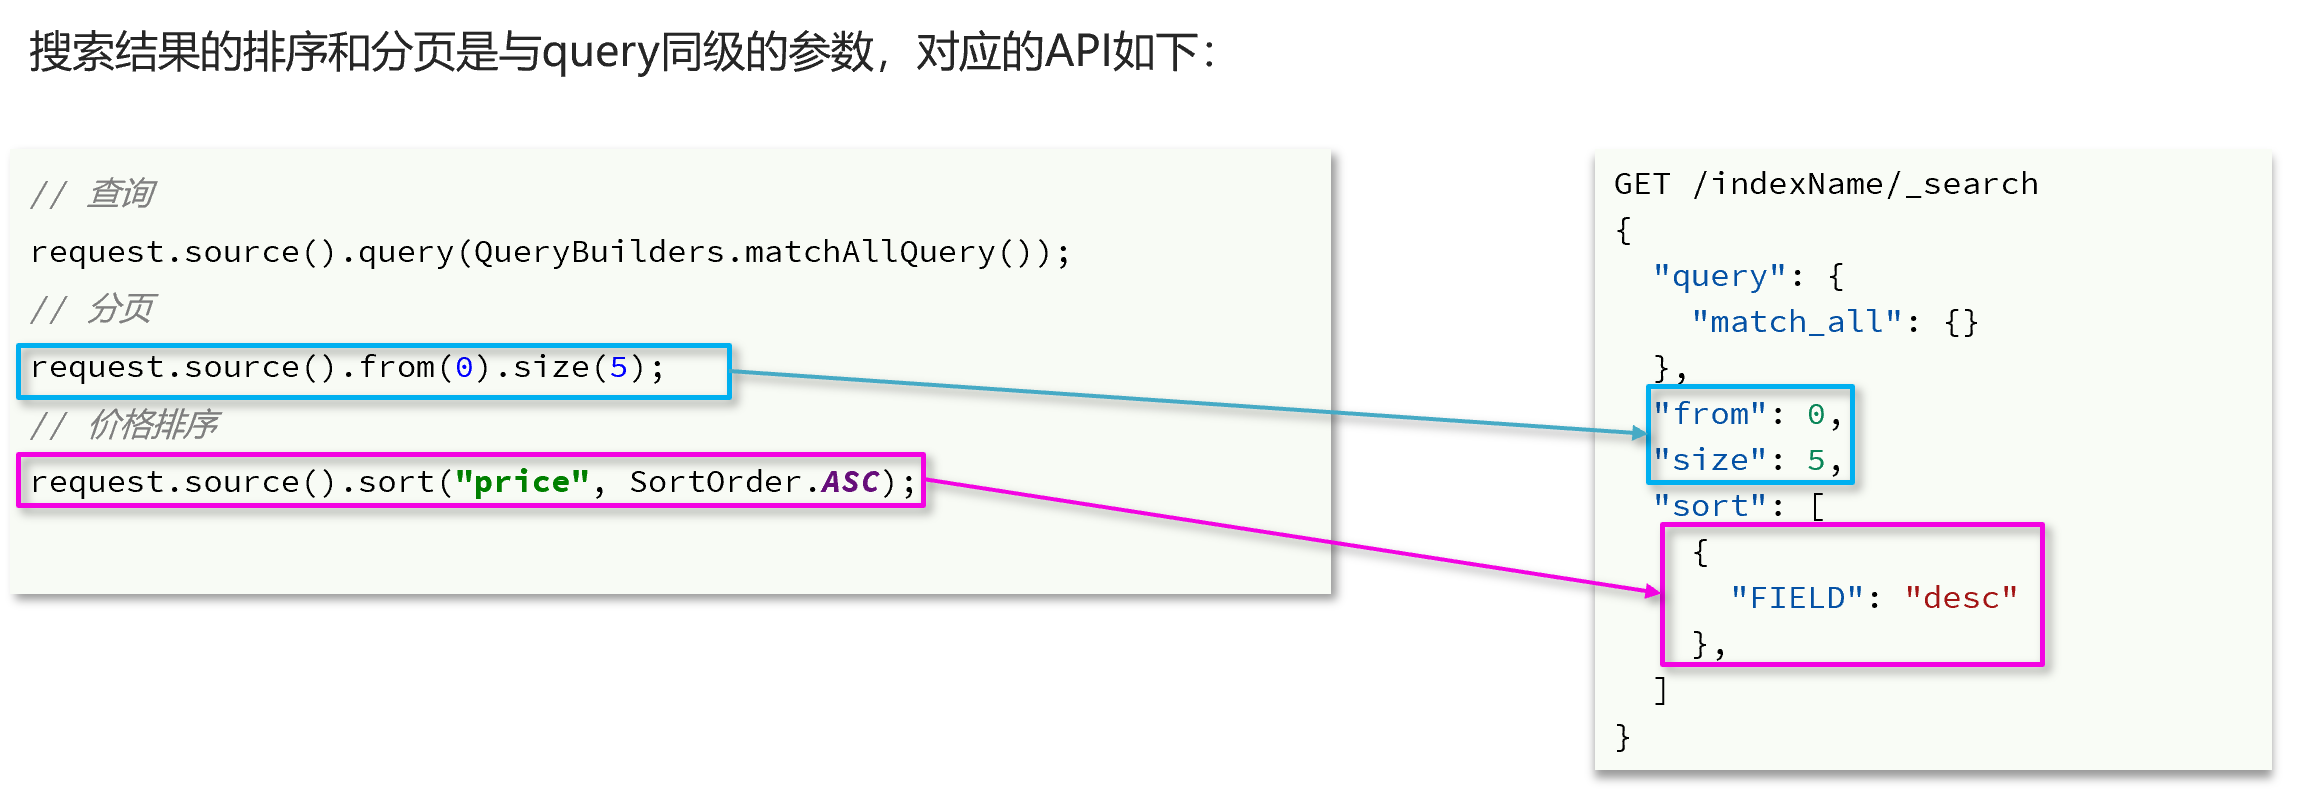 搜索结果的排序和分页是与query同级的参数，对应的API如下：
// 查询
request.source().query(QueryBuilders.matchAllQuery());
// 分页
request.source().from(0).size(5);
// 价格排序
request.source().sort("price", SortOrder.ASC);
GET /indexName/_search
{
  "query": {
    "match_all": {}
  },
  "from": 0,
  "size": 5,
  "sort": [
    {
      "FIELD": "desc"
    },
  ]
}